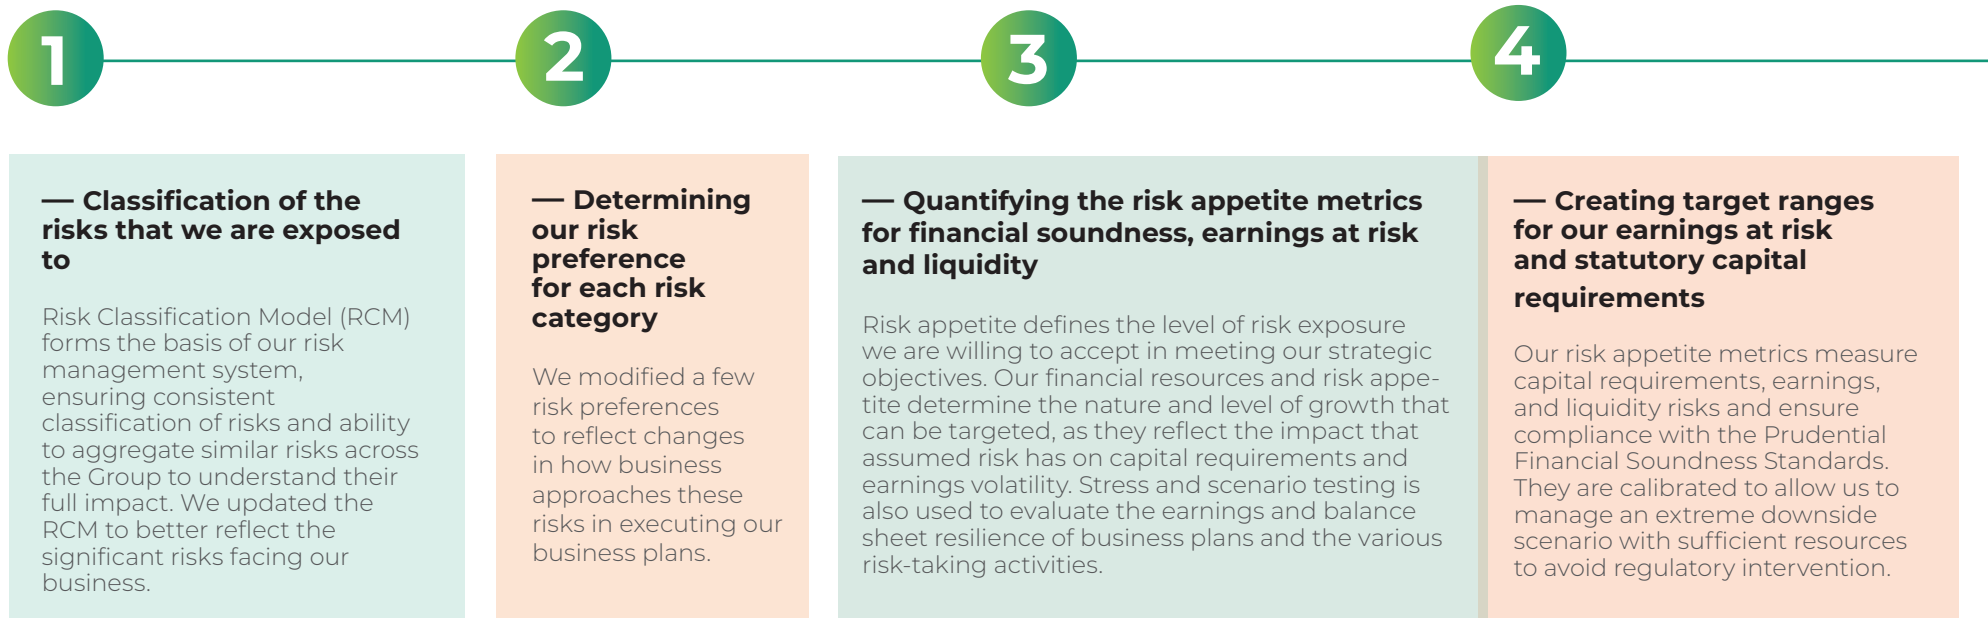 1
2
3
4
— Classification of the
risks that we are exposed
to
Risk Classification Model (RCM)
forms the basis of our risk
management system,
ensuring consistent
classification of risks and ability
to aggregate similar risks across
the Group to understand their
full impact. We updated the
RCM to better reflect the
significant risks facing our
business.
— Determining
our risk
preference
for each risk
category
We modified a few
risk preferences
to reflect changes
in how business
approaches these
risks in executing our
business plans.
— Quantifying the risk appetite metrics
for financial soundness, earnings at risk
and liquidity
Risk appetite defines the level of risk exposure
we are willing to accept in meeting our strategic
objectives. Our financial resources and risk appe-
tite determine the nature and level of growth that
can be targeted, as they reflect the impact that
assumed risk has on capital requirements and
earnings volatility. Stress and scenario testing is
also used to evaluate the earnings and balance
sheet resilience of business plans and the various
risk-taking activities.
— Creating target ranges
for our earnings at risk
and statutory capital
requirements
Our risk appetite metrics measure
capital requirements, earnings,
and liquidity risks and ensure
compliance with the Prudential
Financial Soundness Standards.
They are calibrated to allow us to
manage an extreme downside
scenario with sufficient resources
to avoid regulatory intervention.